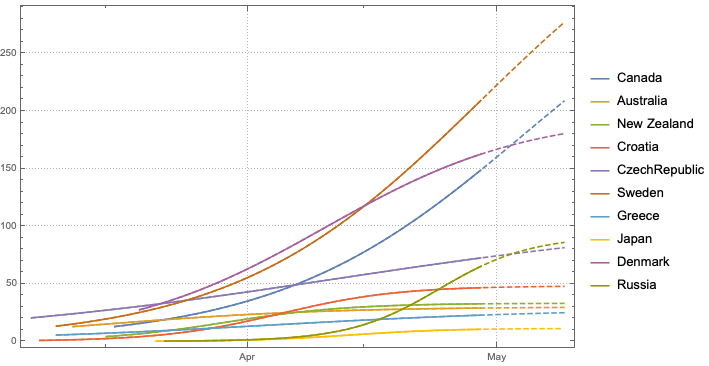 250
200
150
100
50
0
Apr
May
Canada
Australia
New Zealand
Croatia
CzechRepublic
Sweden
Greece
Japan
Denmark
Russia